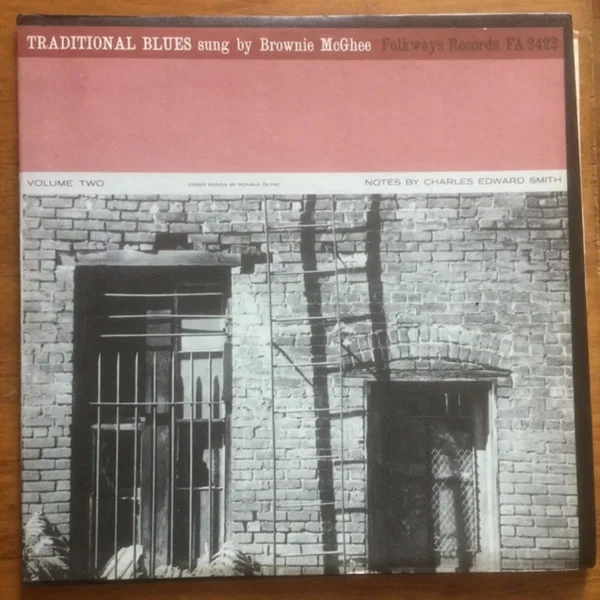 TRADITIONAL BLUES sung by Brownie McGhee Folkways Records FA 2422
VOLUME TWO COVER DESIGN BY RONALD CLYNE NOTES BY CHARLES EDWARD SMITH